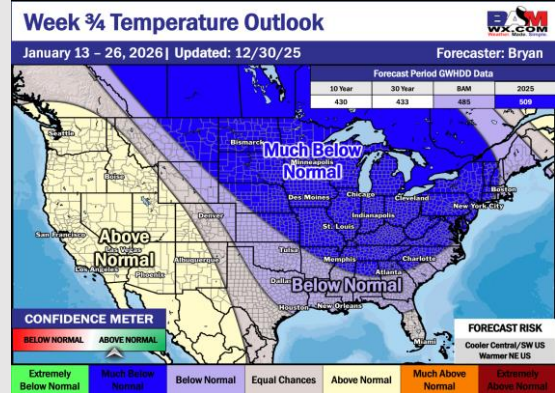 Week ¾ Temperature Outlook
BAM
WX.COM
Weather. Made. Simple.
January 13 – 26, 2026| Updated: 12/30/25
Forecaster: Bryan
Forecast Period GWHDD Data
10 Year 30 Year BAM 2025
430 433 485 509
Seattle
Bismarck
Much Below
Normal
Minneapolis
Boise
Boston
Des Moines
Chicago
Cleveland
New York City
Denver
Indianapolis
St. Louis
San Francisco
Above
Normal
Las Vegas
Los Angeles
Phoenix
Albuquerque
Tulsa
Memphis
Charlotte
Atlanta
Dallas
Below Normal
Houston
New Orleans
Miami
CONFIDENCE METER
BELOW NORMAL ABOVE NORMAL
FORECAST RISK
Cooler Central/SW US
Warmer NE US
Extremely
Below Normal
Much Below
Normal
Below Normal
Equal Chances
Above Normal
Much Above
Normal
Extremely
Above Normal